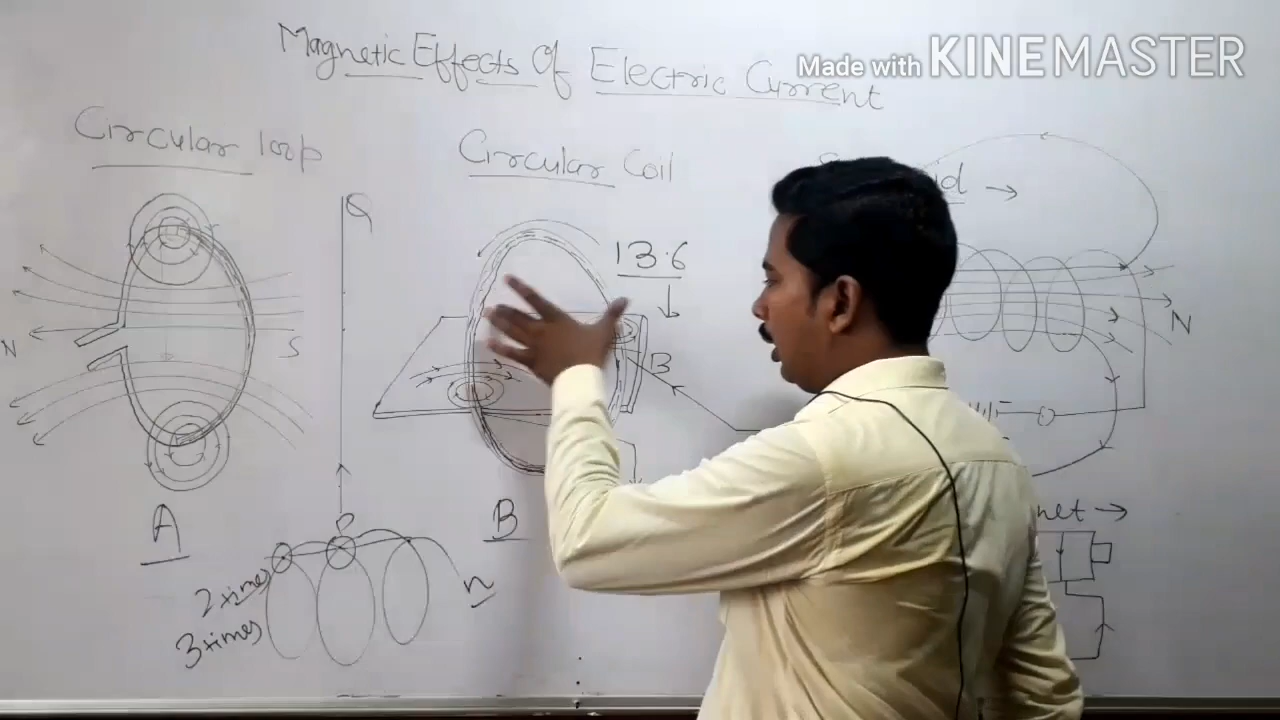 Magnetic Effects Of Electric Current
Made with KINEMASTER
Circular loop
Circular Coil
Q
13.6
N
S
B
N
P
A
B
2 times
3 times
n